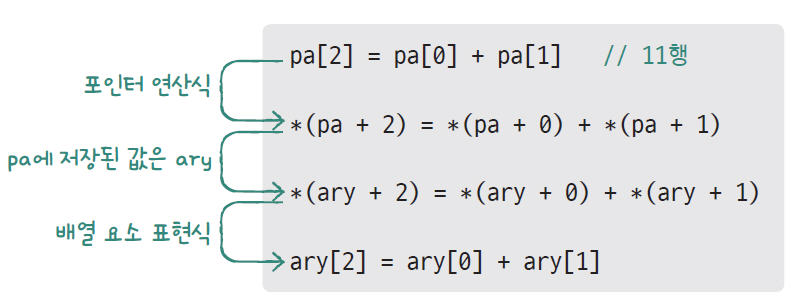 pa[2] = pa[0] + pa[1] // 11행
포인터 연산식
*(pa + 2) = *(pa + 0) + *(pa + 1)
pa에 저장된 값은 ary
*(ary + 2) = *(ary + 0) + *(ary + 1)
배열 요소 표현식
ary[2] = ary[0] + ary[1]